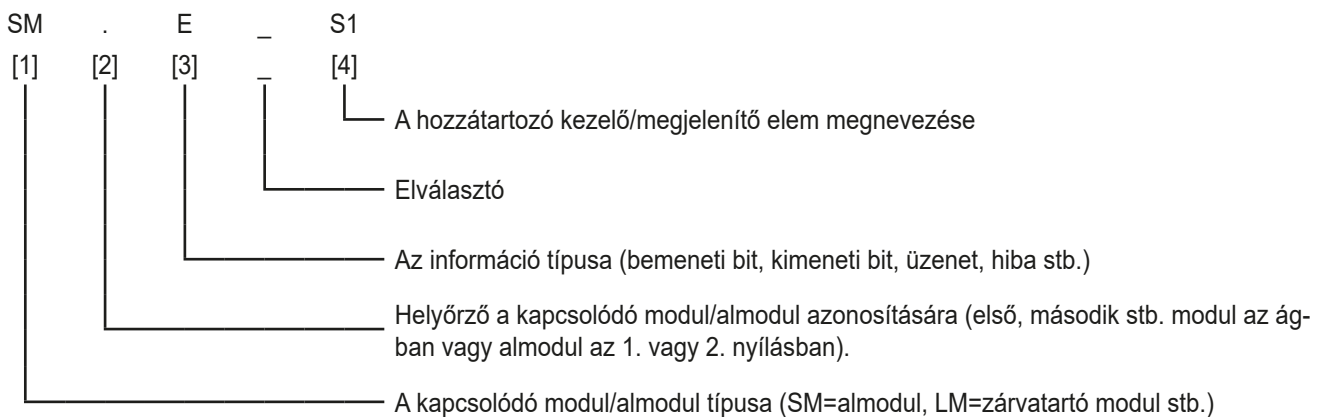 SM . E _ S1
[1] [2] [3] _ [4]
A hozzátartozó kezelő/megjelenítő elem megnevezése
Elválasztó
Az információ típusa (bemeneti bit, kimeneti bit, üzenet, hiba stb.)
Helyőrző a kapcsolódó modul/almodul azonosítására (első, második stb. modul az ág-
ban vagy almodul az 1. vagy 2. nyílásban).
A kapcsolódó modul/almodul típusa (SM=almodul, LM=zárvatartó modul stb.)